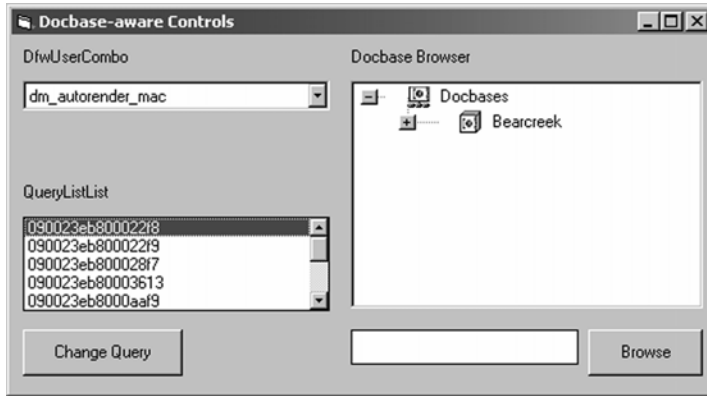 Docbase-aware Controls
DfwUserCombo
dm_autorender_mac
Docbase Browser
Docbases
Bearcreek
QueryListList
090023eb800022f8
090023eb800022f9
090023eb800028f7
090023eb80003613
090023eb8000aaf9
Change Query
Browse